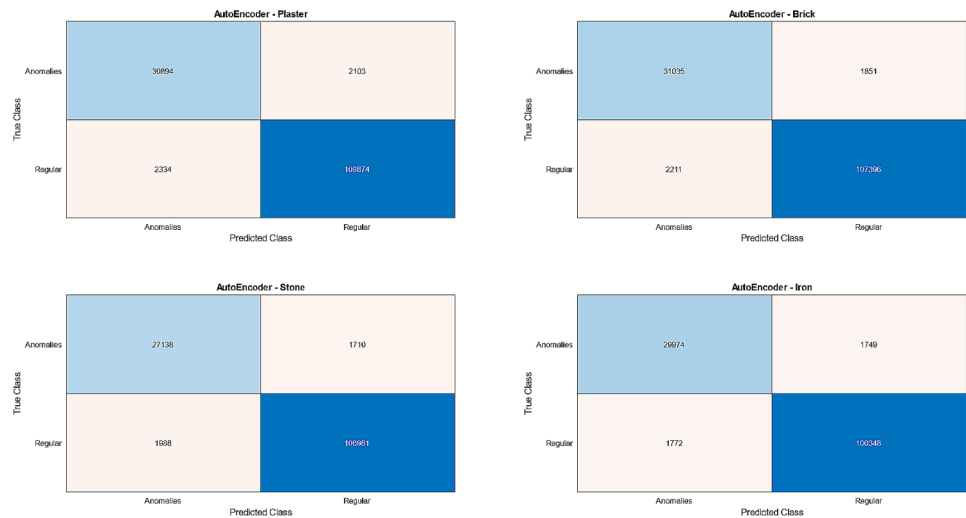 AutoEncoder - Plaster
True Class
Anomalies
30894
2103
Regular
2334
109874
Anomalies
Regular
Predicted Class
AutoEncoder - Brick
True Class
Anomalies
31035
1851
Regular
2211
107396
Anomalies
Regular
Predicted Class
AutoEncoder - Stone
True Class
Anomalies
27138
1710
Regular
1988
106981
Anomalies
Regular
Predicted Class
AutoEncoder - Iron
True Class
Anomalies
29974
1749
Regular
1772
100348
Anomalies
Regular
Predicted Class